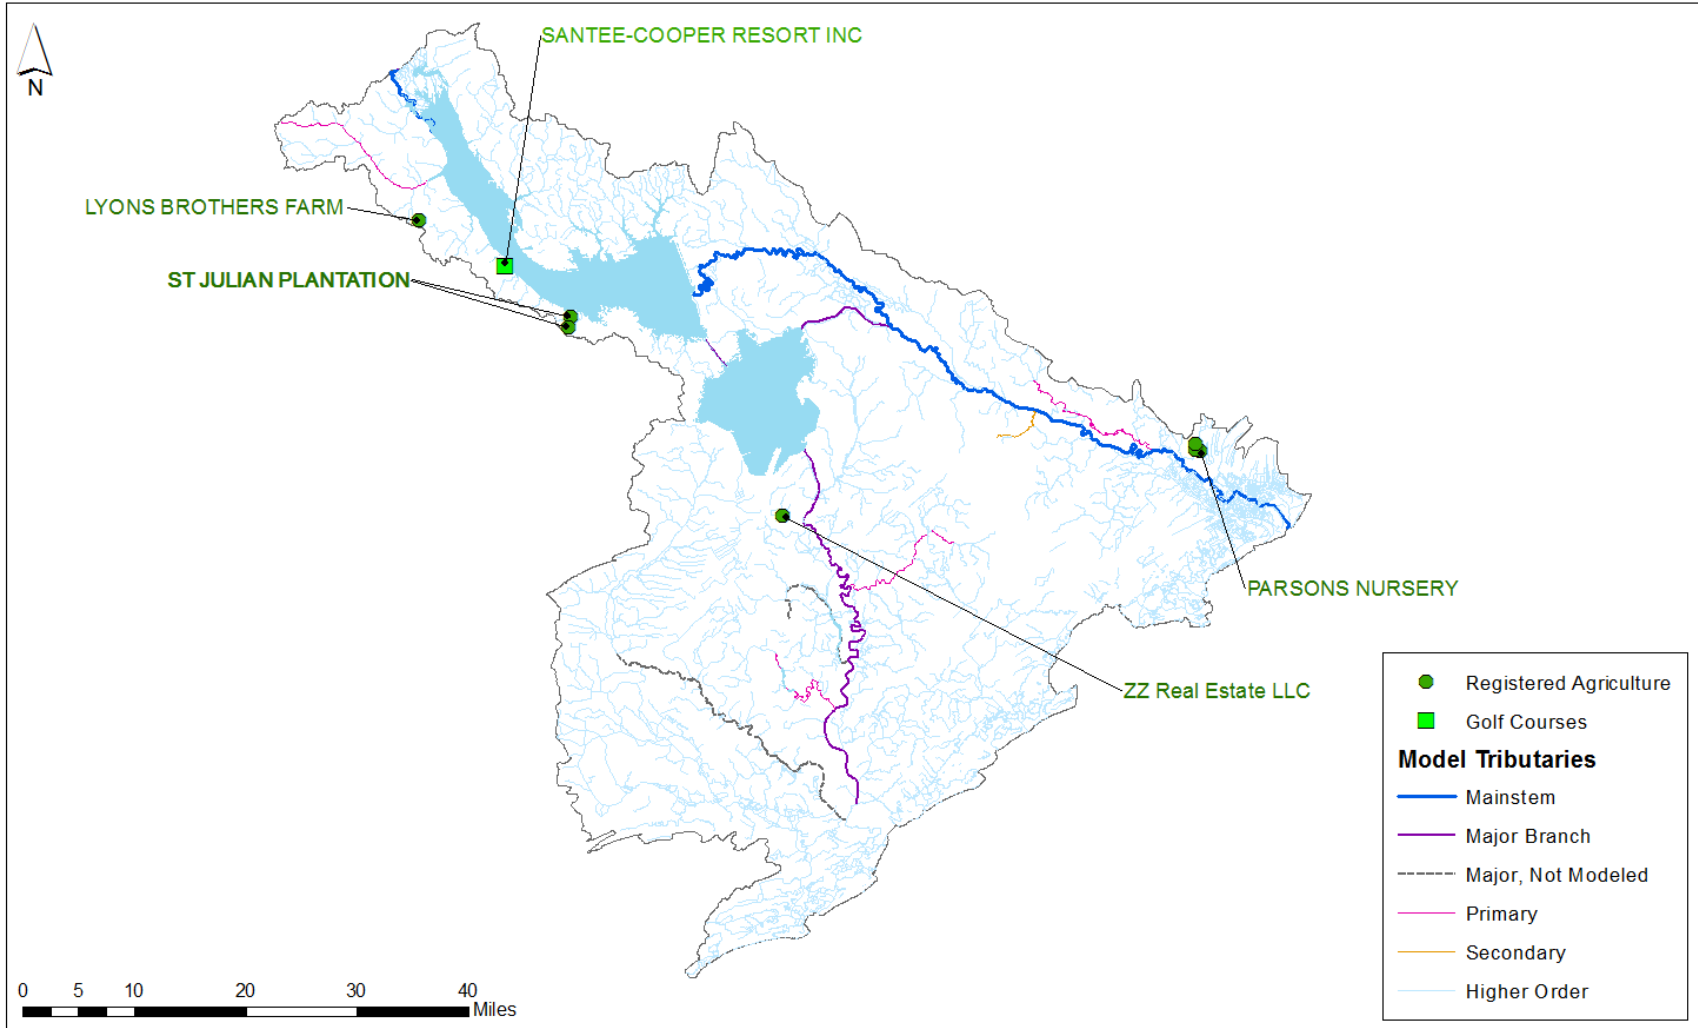 SANTEE-COOPER RESORT INC
N
LYONS BROTHERS FARM
ST JULIAN PLANTATION
PARSONS NURSERY
ZZ Real Estate LLC
Registered Agriculture
Golf Courses
Model Tributaries
Mainstem
Major Branch
Major, Not Modeled
Primary
Secondary
Higher Order
0 5 10 20 30 40
Miles